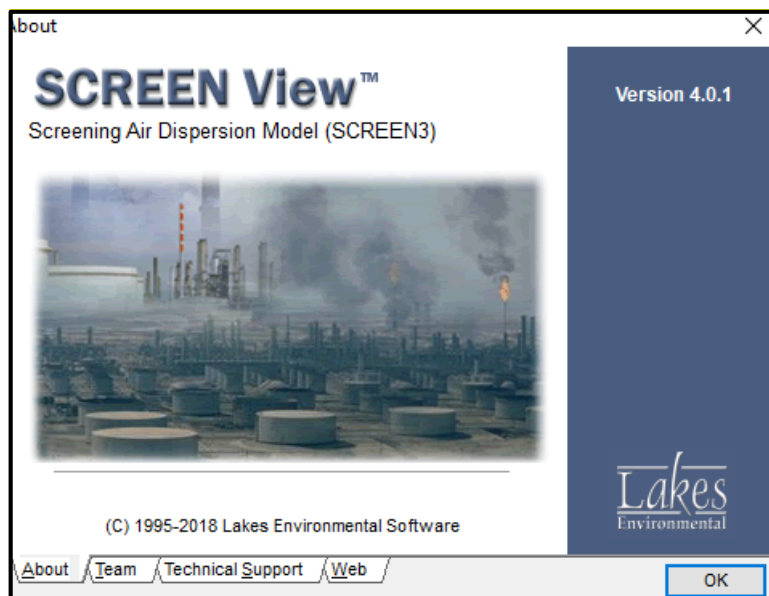 About
SCREEN View™
Screening Air Dispersion Model (SCREEN3)
Version 4.0.1
Lakes
Environmental
(C) 1995-2018 Lakes Environmental Software
About Team Technical Support Web
OK